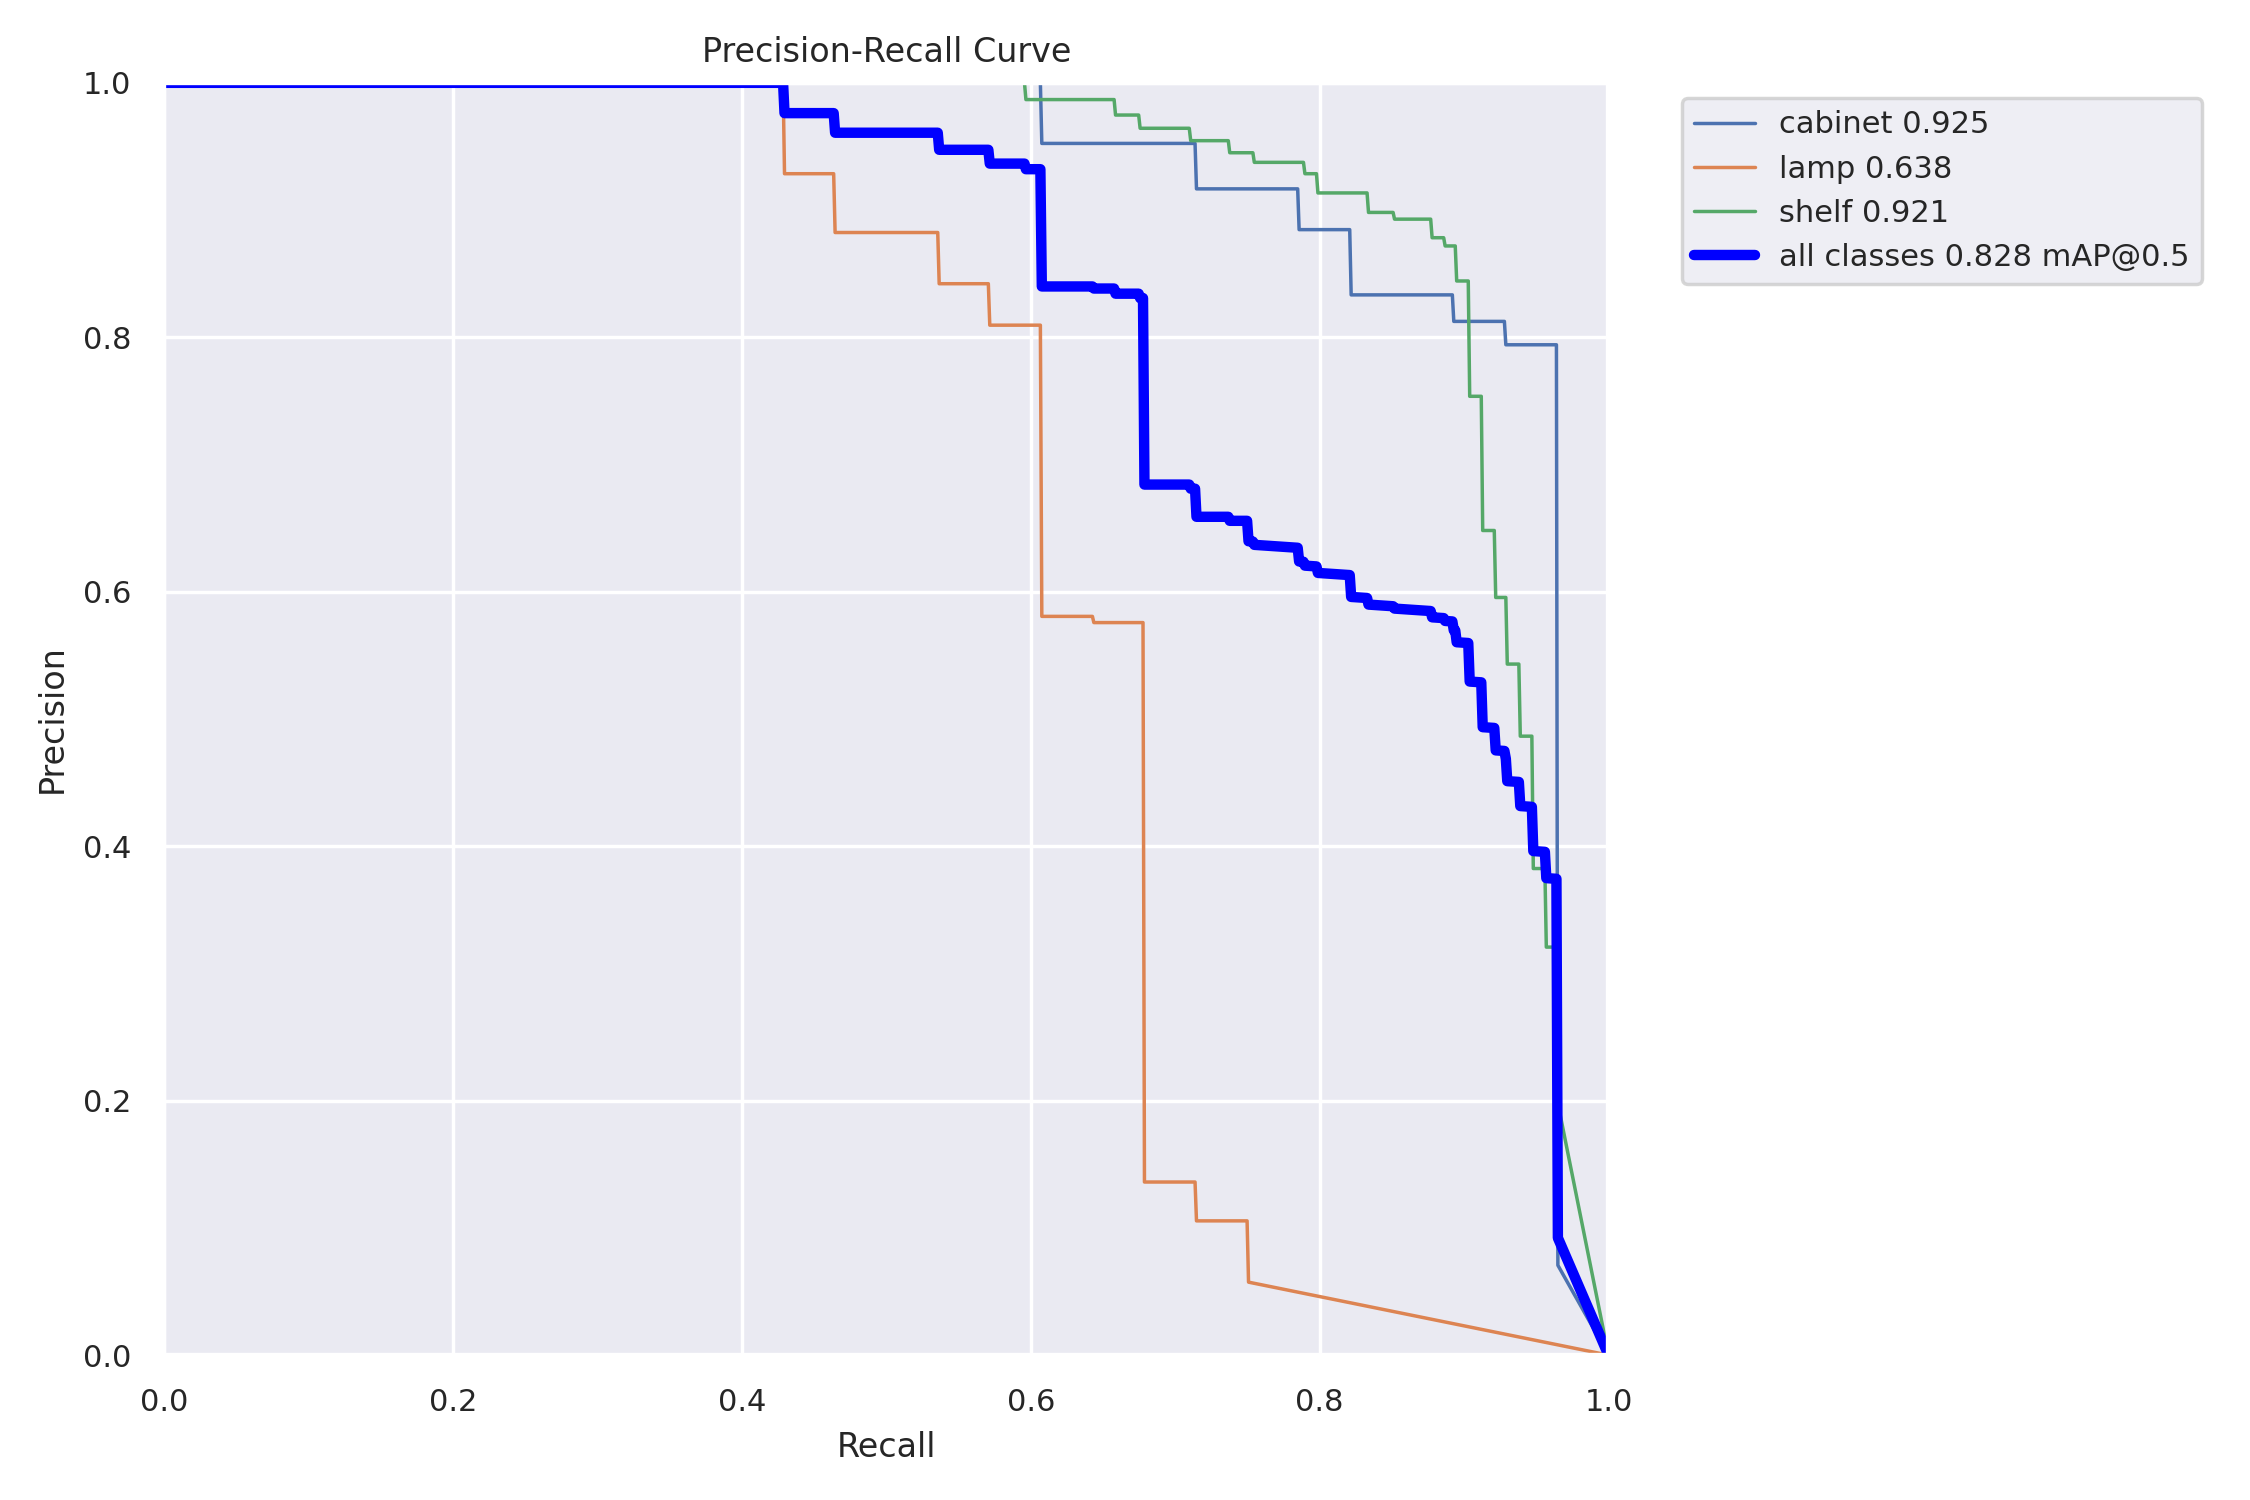 Precision-Recall Curve
1.0
0.8
0.6
0.4
0.2
0.0
Precision
0.0 0.2 0.4 0.6 0.8 1.0
Recall
cabinet 0.925
lamp 0.638
shelf 0.921
all classes 0.828 mAP@0.5